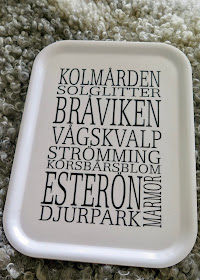 KOLMÅRDEN
SOLGLITTER
BRÅVIKEN
VÅGSKVALP
STRÖMMING
KÖRSBÄRSBLOM
ESTERÖN
DJURPARK
MARMOR